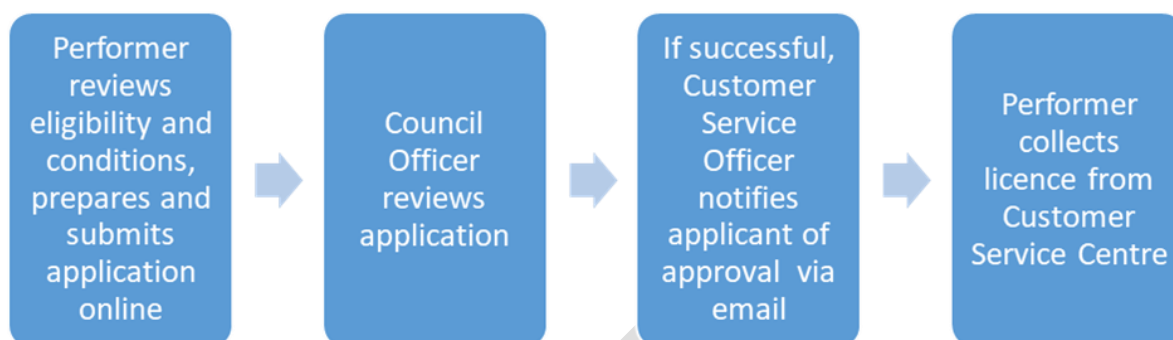 Performer
reviews
eligibility and
conditions,
prepares and
submits
application
online
Council
Officer
reviews
application
If successful,
Customer
Service
Officer
notifies
applicant of
approval via
email
Performer
collects
licence from
Customer
Service Centre